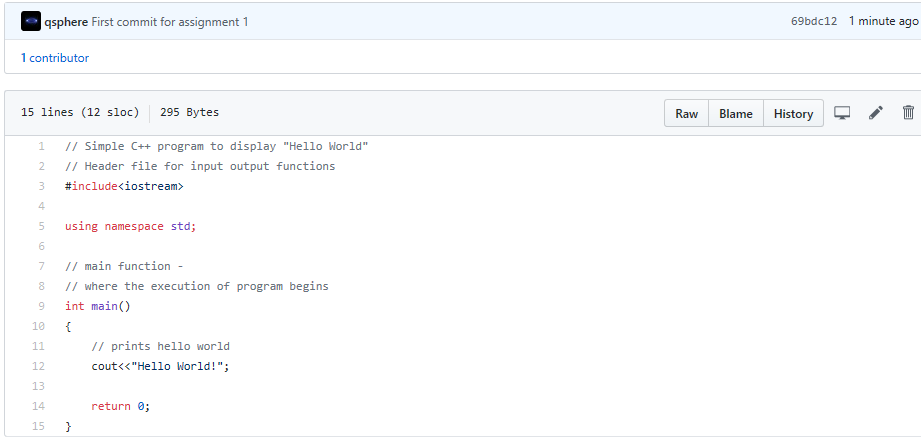 qsphere First commit for assignment 1 69bdc12 1 minute ago
1 contributor
15 lines (12 sloc) 295 Bytes Raw Blame History
1 // Simple C++ program to display "Hello World"
2 // Header file for input output functions
3 #include<iostream>
4
5 using namespace std;
6
7 // main function -
8 // where the execution of program begins
9 int main()
10 {
11     // prints hello world
12     cout<<"Hello World!";
13
14     return 0;
15 }